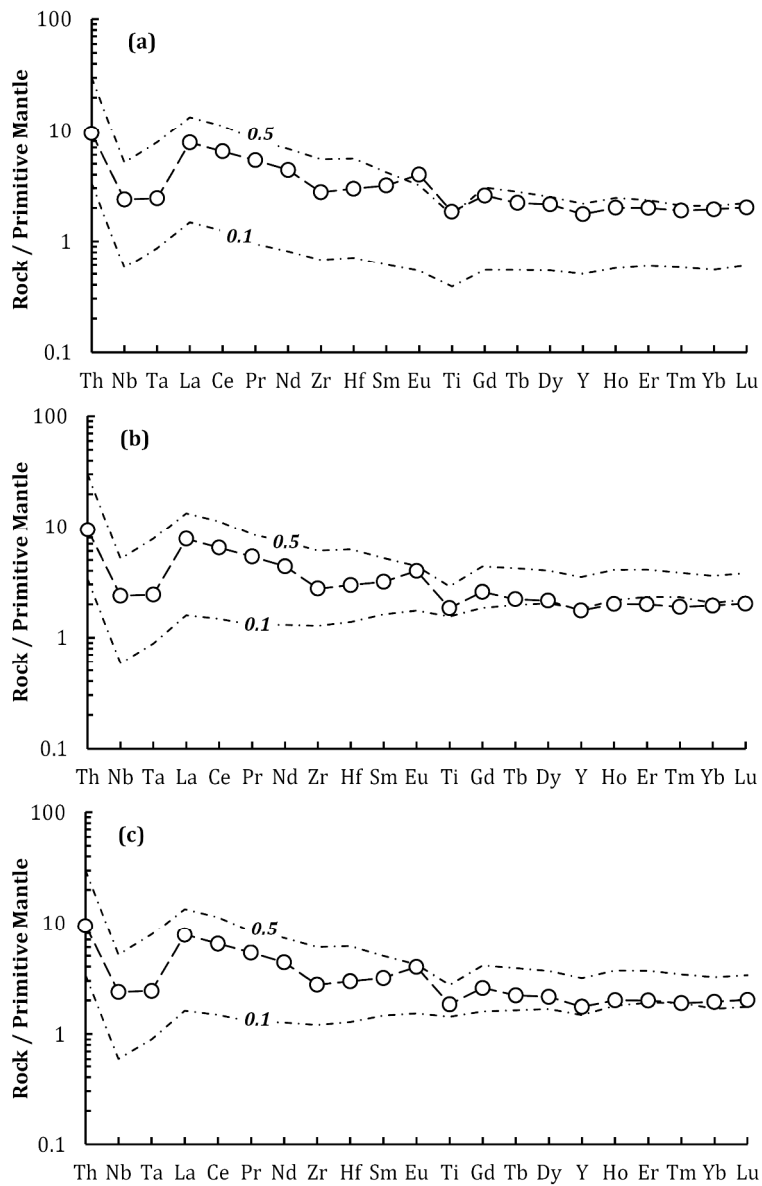 (a)
Rock / Primitive Mantle
100
10
1
0.1
0.5
0.1
Th Nb Ta La Ce Pr Nd Zr Hf Sm Eu Ti Gd Tb Dy Y Ho Er Tm Yb Lu
(b)
Rock / Primitive Mantle
100
10
1
0.1
0.5
0.1
Th Nb Ta La Ce Pr Nd Zr Hf Sm Eu Ti Gd Tb Dy Y Ho Er Tm Yb Lu
(c)
Rock / Primitive Mantle
100
10
1
0.1
0.5
0.1
Th Nb Ta La Ce Pr Nd Zr Hf Sm Eu Ti Gd Tb Dy Y Ho Er Tm Yb Lu